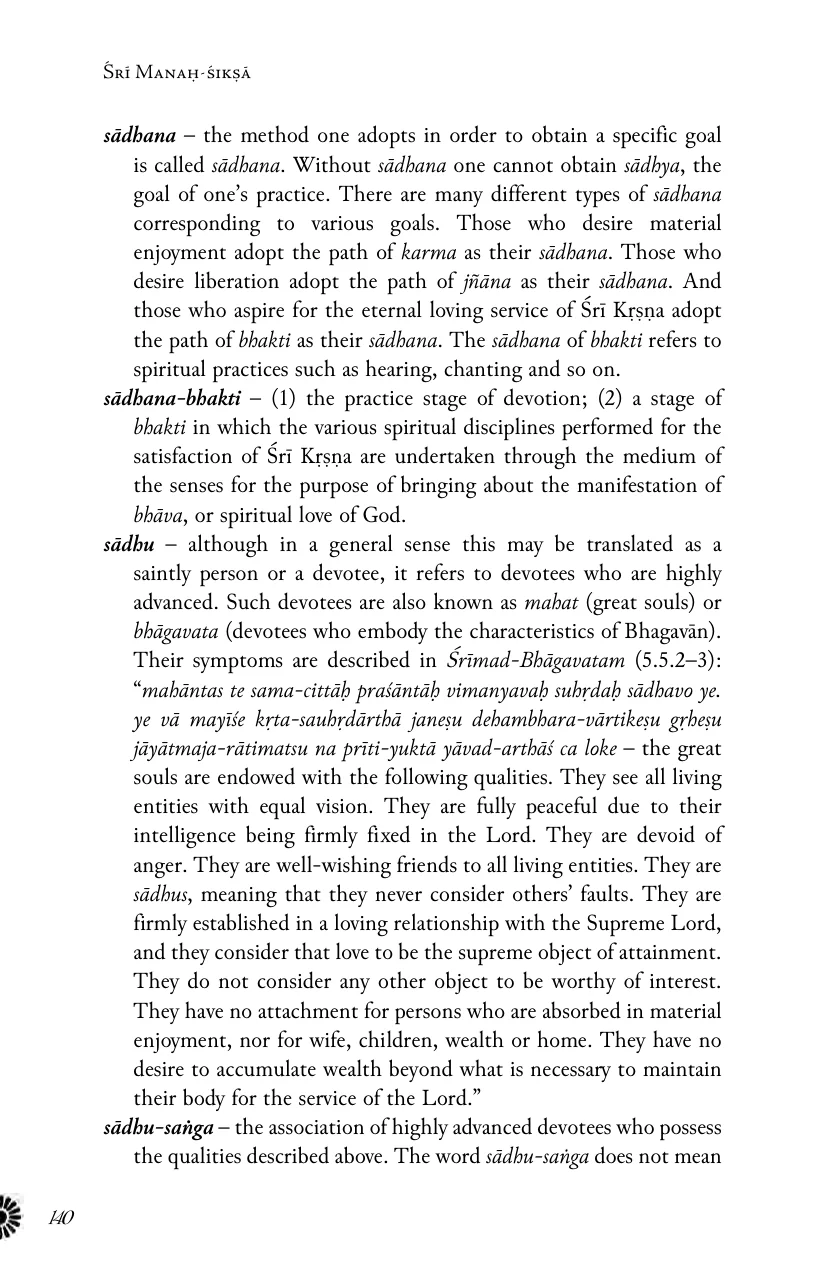 Śrī Manaḥ-śikṣā
sādhana – the method one adopts in order to obtain a specific goal
is called sādhana. Without sādhana one cannot obtain sādhya, the
goal of one’s practice. There are many different types of sādhana
corresponding to various goals. Those who desire material
enjoyment adopt the path of karma as their sādhana. Those who
desire liberation adopt the path of jñāna as their sādhana. And
those who aspire for the eternal loving service of Śrī Kṛṣṇa adopt
the path of bhakti as their sādhana. The sādhana of bhakti refers to
spiritual practices such as hearing, chanting and so on.
sādhana-bhakti – (1) the practice stage of devotion; (2) a stage of
bhakti in which the various spiritual disciplines performed for the
satisfaction of Śrī Kṛṣṇa are undertaken through the medium of
the senses for the purpose of bringing about the manifestation of
bhāva, or spiritual love of God.
sādhu – although in a general sense this may be translated as a
saintly person or a devotee, it refers to devotees who are highly
advanced. Such devotees are also known as mahat (great souls) or
bhāgavata (devotees who embody the characteristics of Bhagavān).
Their symptoms are described in Śrīmad-Bhāgavatam (5.5.2–3):
“mahāntas te sama-cittāḥ praśāntāḥ vimanyavaḥ suhṛdaḥ sādhavo ye.
ye vā mayīśe kṛta-sauhṛdārthā janeṣu dehambhara-vārtikeṣu gṛheṣu
jāyātmaja-rātimatsu na prīti-yuktā yāvad-arthāś ca loke – the great
souls are endowed with the following qualities. They see all living
entities with equal vision. They are fully peaceful due to their
intelligence being firmly fixed in the Lord. They are devoid of
anger. They are well-wishing friends to all living entities. They are
sādhus, meaning that they never consider others’ faults. They are
firmly established in a loving relationship with the Supreme Lord,
and they consider that love to be the supreme object of attainment.
They do not consider any other object to be worthy of interest.
They have no attachment for persons who are absorbed in material
enjoyment, nor for wife, children, wealth or home. They have no
desire to accumulate wealth beyond what is necessary to maintain
their body for the service of the Lord.”
sādhu-saṅga – the association of highly advanced devotees who possess
the qualities described above. The word sādhu-saṅga does not mean
140